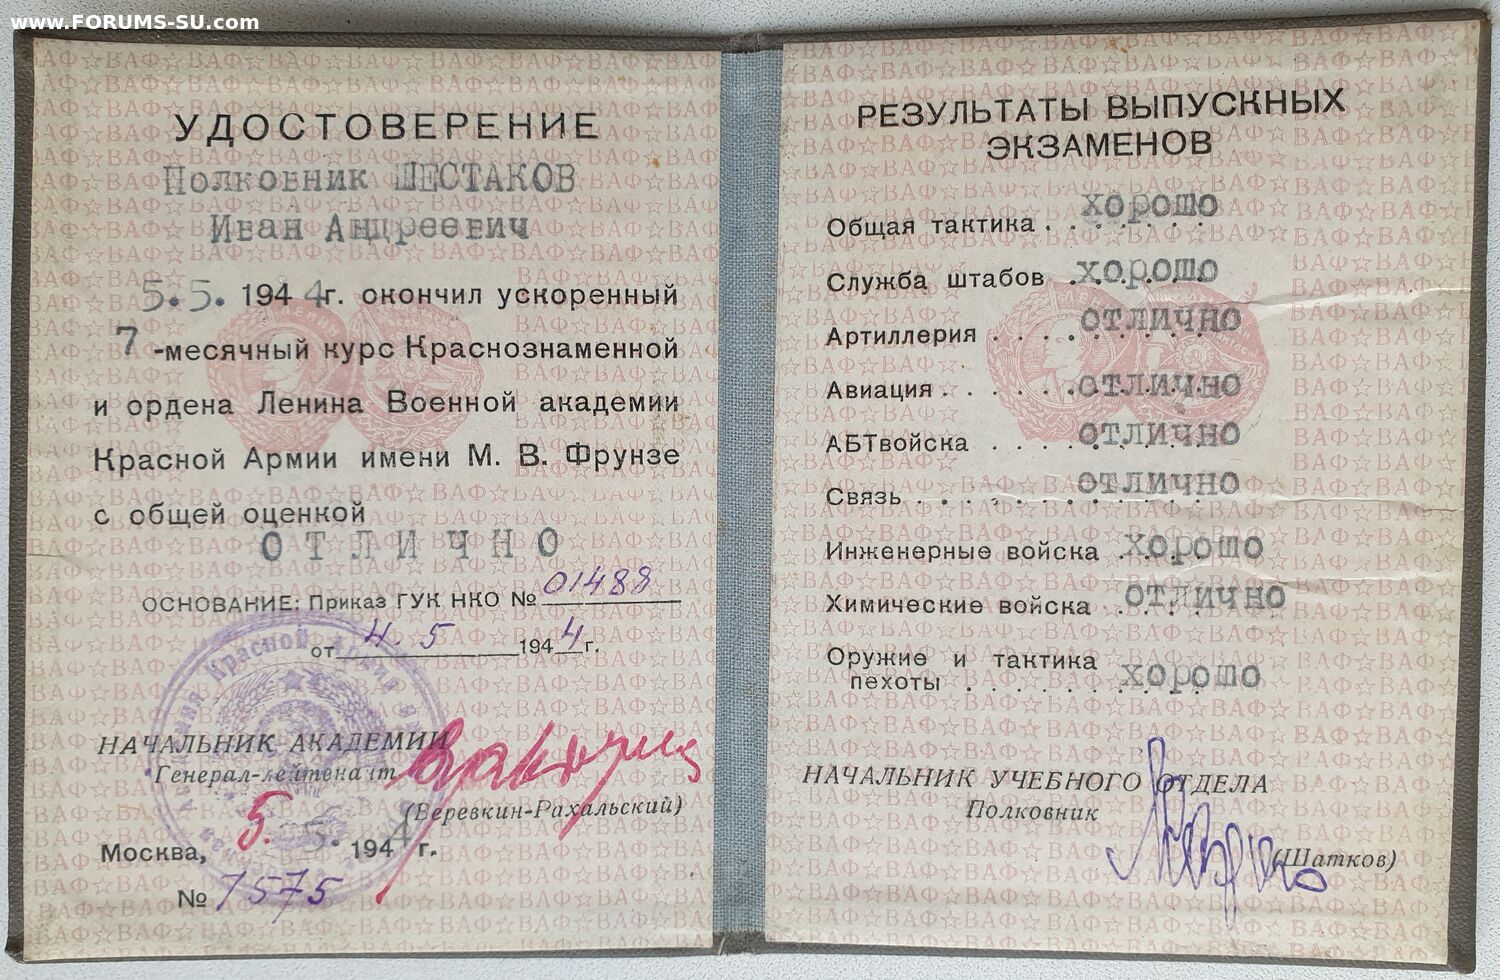 www.FORUMS-SU.com
УДОСТОВЕРЕНИЕ
Полковник ШЕСТАКОВ
Иван Андреевич
5.5. 1944г. окончил ускоренный
7-месячный курс Краснознаменной
и ордена Ленина Военной академии
Красной Армии имени М. В. Фрунзе
с общей оценкой
ОТЛИЧНО
ОСНОВАНИЕ: Приказ ГУК НКО № 01488
от 4 5 1944г.
НАЧАЛЬНИК АКАДЕМИИ
Генерал-лейтенант
(Веревкин-Рахальский)
Москва, 5. 5. 1944 г.
№ 7575
РЕЗУЛЬТАТЫ ВЫПУСКНЫХ
ЭКЗАМЕНОВ
Общая тактика . . . . . . . хорошо
Служба штабов . . . . . хорошо
Артиллерия . . . . . . . . . отлично
Авиация . . . . . . . отлично
АБТвойска . . . . . . . . . отлично
Связь . . . . . . . . . . . отлично
Инженерные войска . . . . хорошо
Химические войска . . . . отлично
Оружие и тактика
пехоты . . . . . . . . . . хорошо
НАЧАЛЬНИК УЧЕБНОГО ОТДЕЛА
Полковник
(Шатков)